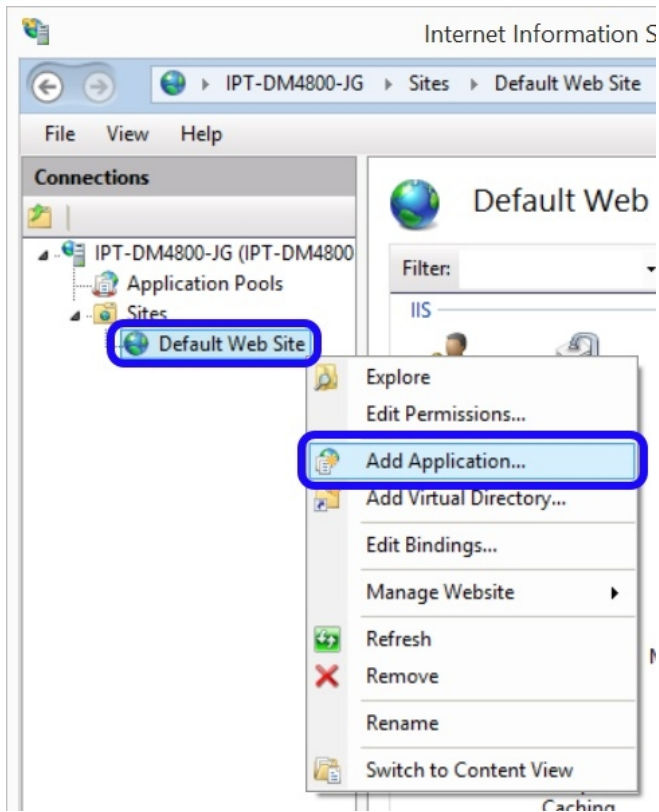 Internet Information S
IPT-DM4800-JG Sites Default Web Site
File View Help
Connections
IPT-DM4800-JG (IPT-DM4800
Application Pools
Sites
Default Web Site
Default Web
Filter:
IIS
Explore
Edit Permissions...
Add Application...
Add Virtual Directory...
Edit Bindings...
Manage Website
Refresh
Remove
Rename
Switch to Content View
Caching